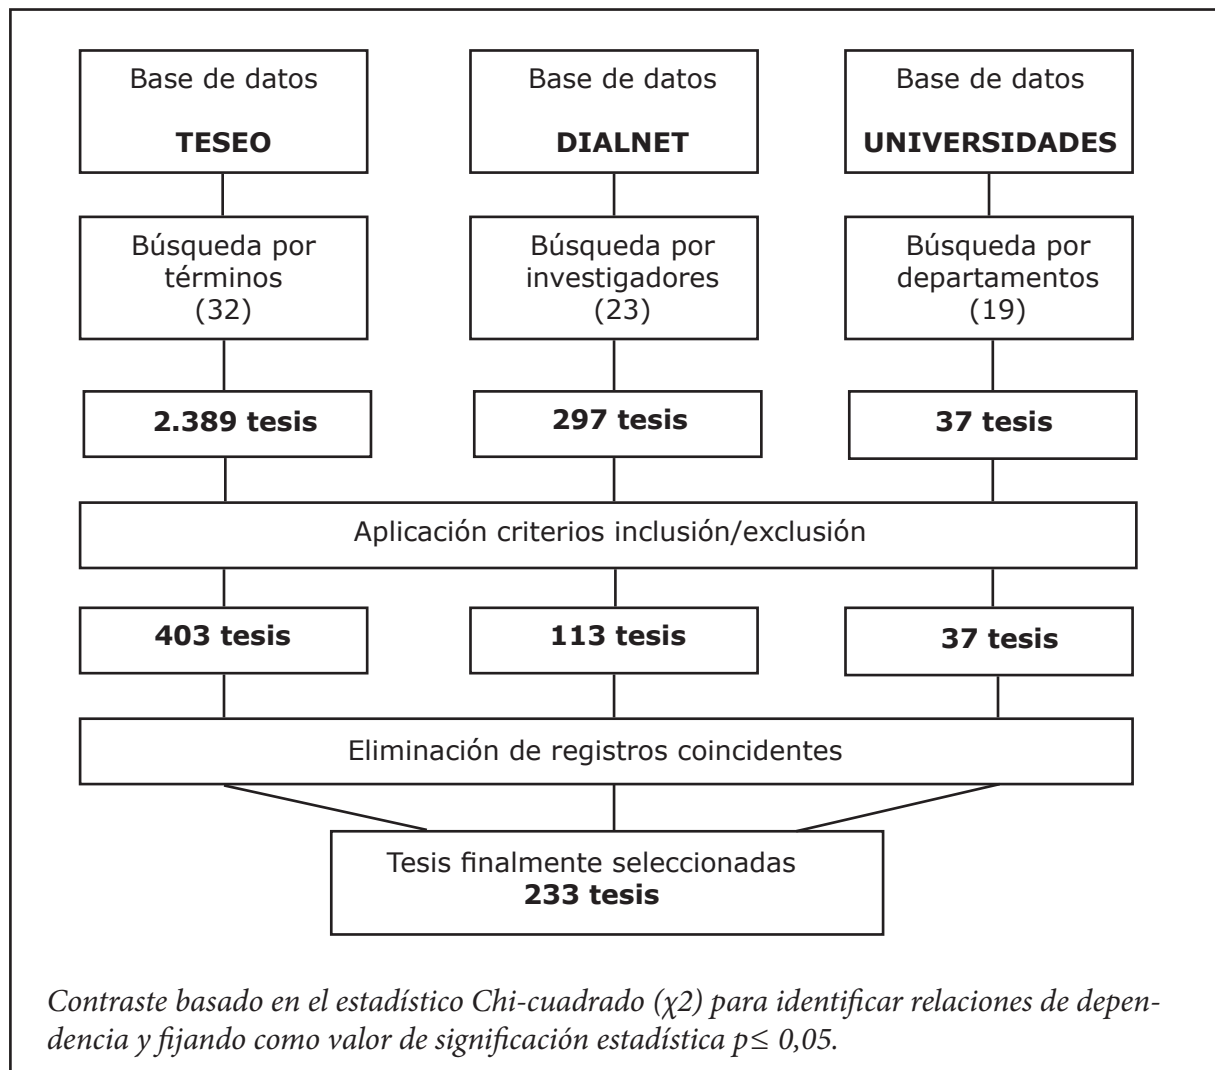 Base de datos
TESEO
Base de datos
DIALNET
Base de datos
UNIVERSIDADES
Búsqueda por
términos
(32)
Búsqueda por
investigadores
(23)
Búsqueda por
departamentos
(19)
2.389 tesis
297 tesis
37 tesis
Aplicación criterios inclusión/exclusión
403 tesis
113 tesis
37 tesis
Eliminación de registros coincidentes
Tesis finalmente seleccionadas
233 tesis
Contraste basado en el estadístico Chi-cuadrado (χ2) para identificar relaciones de depen-
dencia y fijando como valor de significación estadística p≤ 0,05.